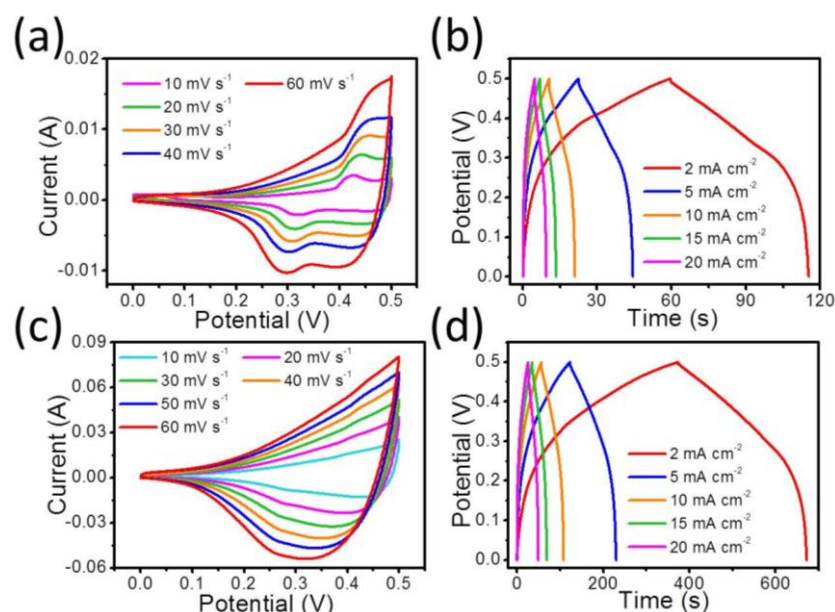 (a)
0.02
0.01
0.00
-0.01
Current (A)
10 mV s⁻¹
60 mV s⁻¹
20 mV s⁻¹
30 mV s⁻¹
40 mV s⁻¹
0.0 0.1 0.2 0.3 0.4 0.5
Potential (V)
(b)
0.5
0.4
0.3
0.2
0.1
0.0
Potential (V)
2 mA cm⁻²
5 mA cm⁻²
10 mA cm⁻²
15 mA cm⁻²
20 mA cm⁻²
0 30 60 90 120
Time (s)
(c)
0.09
0.06
0.03
0.00
-0.03
-0.06
Current (A)
10 mV s⁻¹ 20 mV s⁻¹
30 mV s⁻¹ 40 mV s⁻¹
50 mV s⁻¹
60 mV s⁻¹
0.0 0.1 0.2 0.3 0.4 0.5
Potential (V)
(d)
0.5
0.4
0.3
0.2
0.1
0.0
Potential (V)
2 mA cm⁻²
5 mA cm⁻²
10 mA cm⁻²
15 mA cm⁻²
20 mA cm⁻²
0 200 400 600
Time (s)